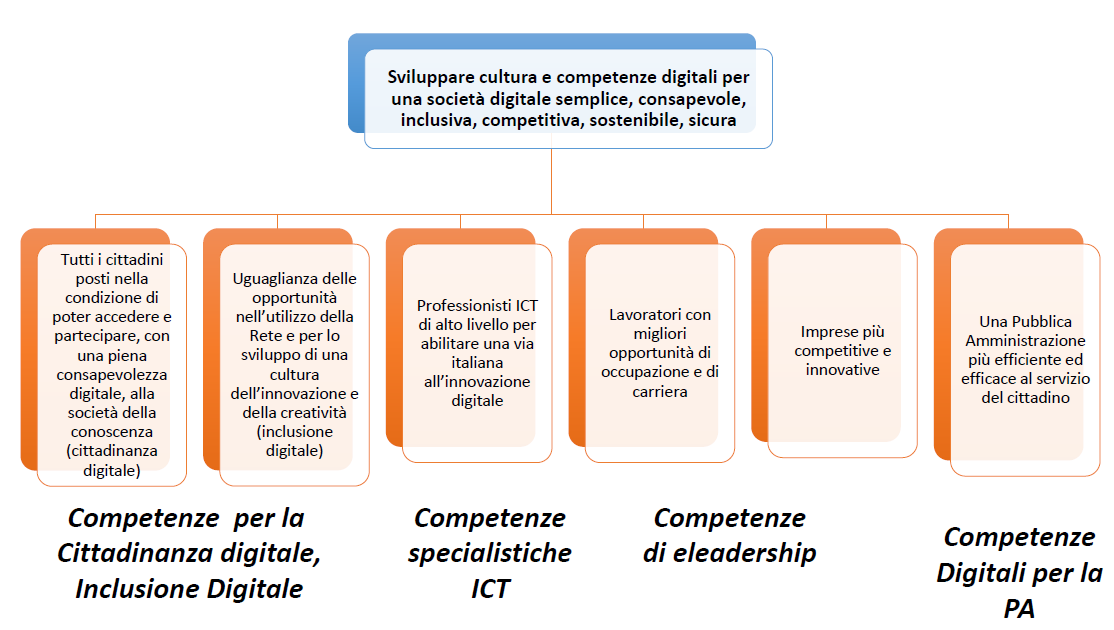 Sviluppare cultura e competenze digitali per
una società digitale semplice, consapevole,
inclusiva, competitiva, sostenibile, sicura
Tutti i cittadini
posti nella
condizione di
poter accedere e
partecipare, con
una piena
consapevolezza
digitale, alla
società della
conoscenza
(cittadinanza
digitale)
Uguaglianza delle
opportunità
nell'utilizzo della
Rete e per lo
sviluppo di una
cultura
dell'innovazione e
della creatività
(inclusione
digitale)
Professionisti ICT
di alto livello per
abilitare una via
italiana
all'innovazione
digitale
Lavoratori con
migliori
opportunità di
occupazione e di
carriera
Imprese più
competitive e
innovative
Una Pubblica
Amministrazione
più efficiente ed
efficace al servizio
del cittadino
Competenze per la
Cittadinanza digitale,
Inclusione Digitale
Competenze
specialistiche
ICT
Competenze
di eleadership
Competenze
Digitali per la
PA